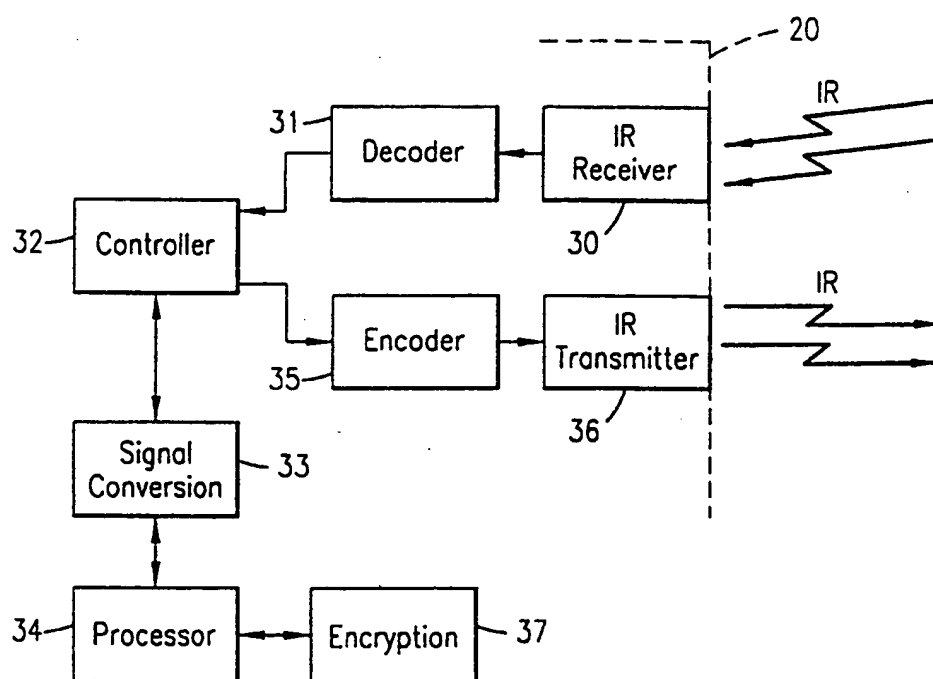 20
31
Decoder
IR
Receiver
30
IR
32
Controller
35
Encoder
IR
Transmitter
36
IR
Signal
Conversion
33
34
Processor
Encryption
37